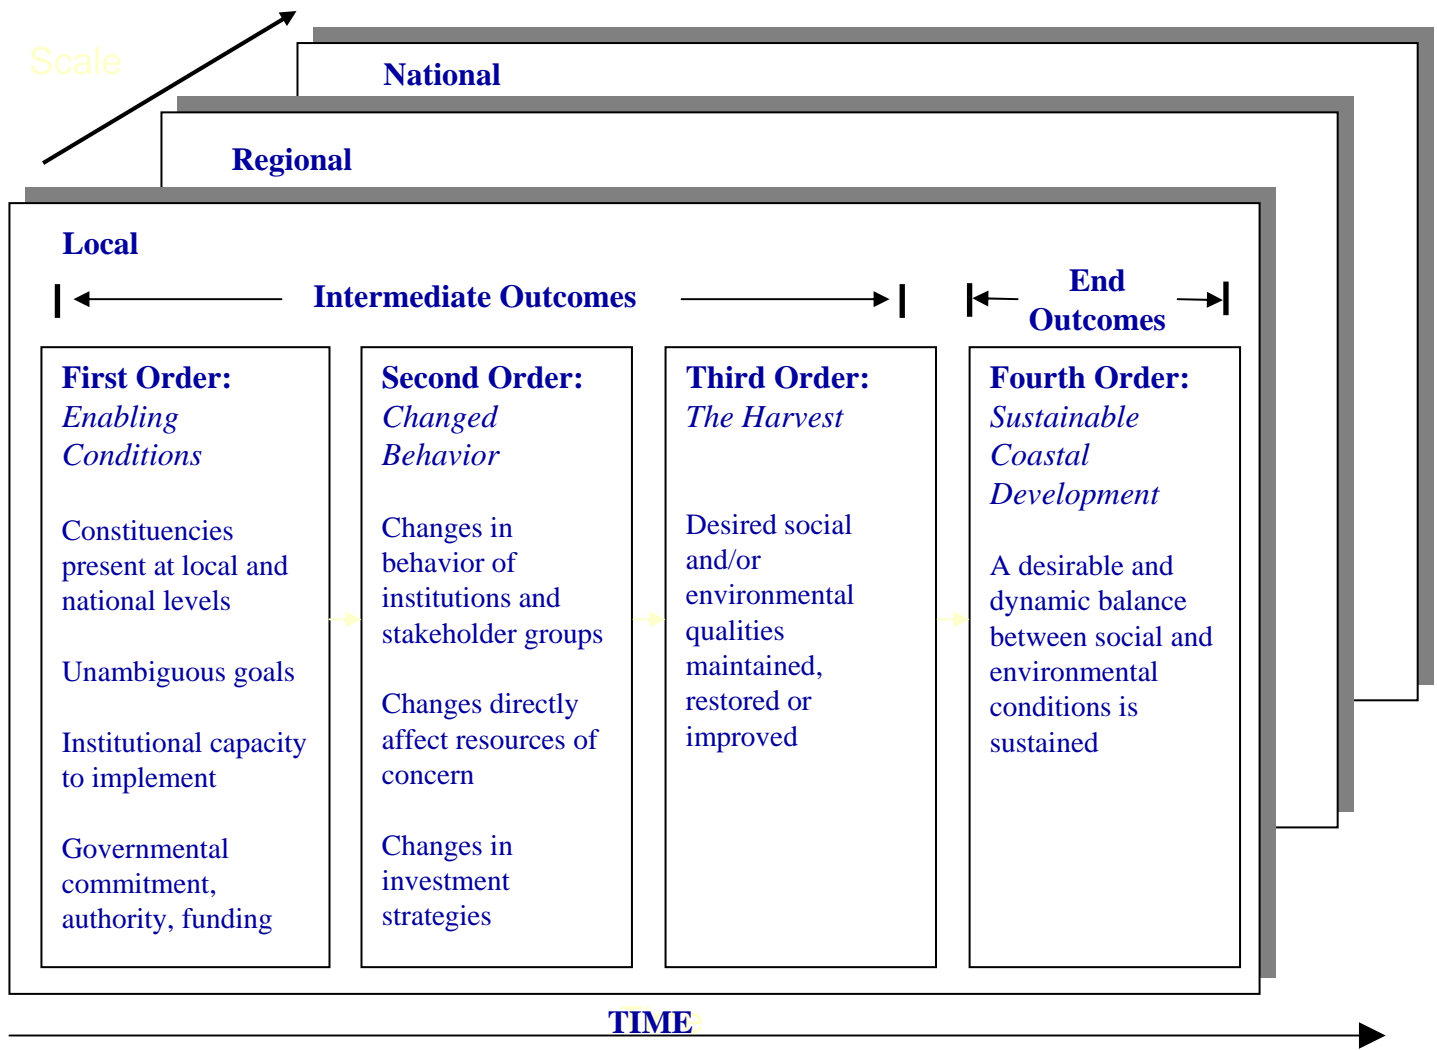 Scale
National
Regional
Local
Intermediate Outcomes
End
Outcomes
First Order:
Enabling
Conditions
Constituencies
present at local and
national levels
Unambiguous goals
Institutional capacity
to implement
Governmental
commitment,
authority, funding
Second Order:
Changed
Behavior
Changes in
behavior of
institutions and
stakeholder groups
Changes directly
affect resources of
concern
Changes in
investment
strategies
Third Order:
The Harvest
Desired social
and/or
environmental
qualities
maintained,
restored or
improved
Fourth Order:
Sustainable
Coastal
Development
A desirable and
dynamic balance
between social and
environmental
conditions is
sustained
TIME